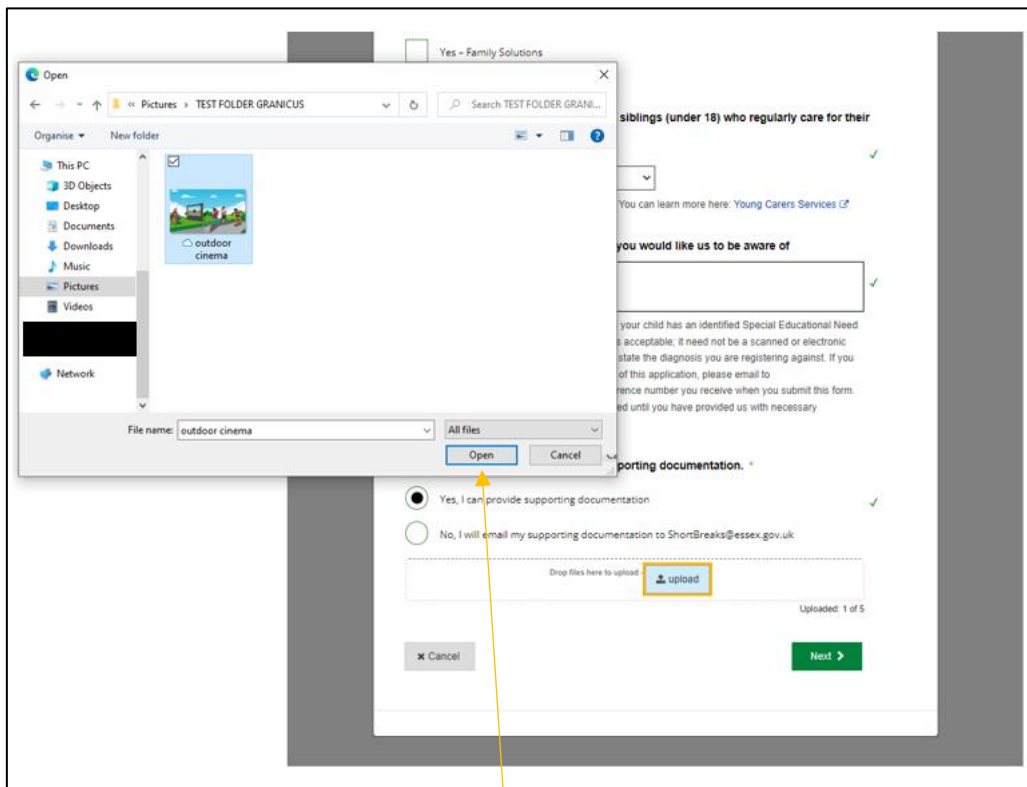 Yes – Family Solutions
Open
« Pictures › TEST FOLDER GRANICUS
Search TEST FOLDER GRANI...
Organise
New folder
This PC
3D Objects
Desktop
Documents
Downloads
Music
Pictures
Videos
Network
outdoor
cinema
File name: outdoor cinema
All files
Open
Cancel
siblings (under 18) who regularly care for their
You can learn more here: Young Carers Services
you would like us to be aware of
your child has an identified Special Educational Need
s acceptable; it need not be a scanned or electronic
state the diagnosis you are registering against. If you
of this application, please email to
rence number you receive when you submit this form.
ed until you have provided us with necessary
porting documentation. *
Yes, I can provide supporting documentation
No, I will email my supporting documentation to ShortBreaks@essex.gov.uk
Drop files here to upload
upload
Uploaded: 1 of 5
Cancel
Next